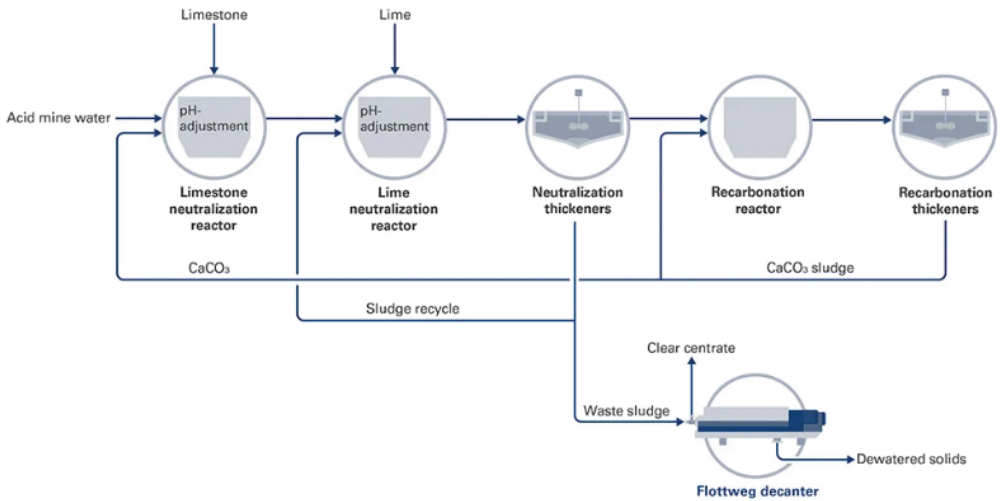 Limestone
Lime
Acid mine water
pH-
adjustment
pH-
adjustment
Limestone
neutralization
reactor
Lime
neutralization
reactor
Neutralization
thickeners
Recarbonation
reactor
Recarbonation
thickeners
CaCO₃
CaCO₃ sludge
Sludge recycle
Clear centrate
Waste sludge
Dewatered solids
Flottweg decanter